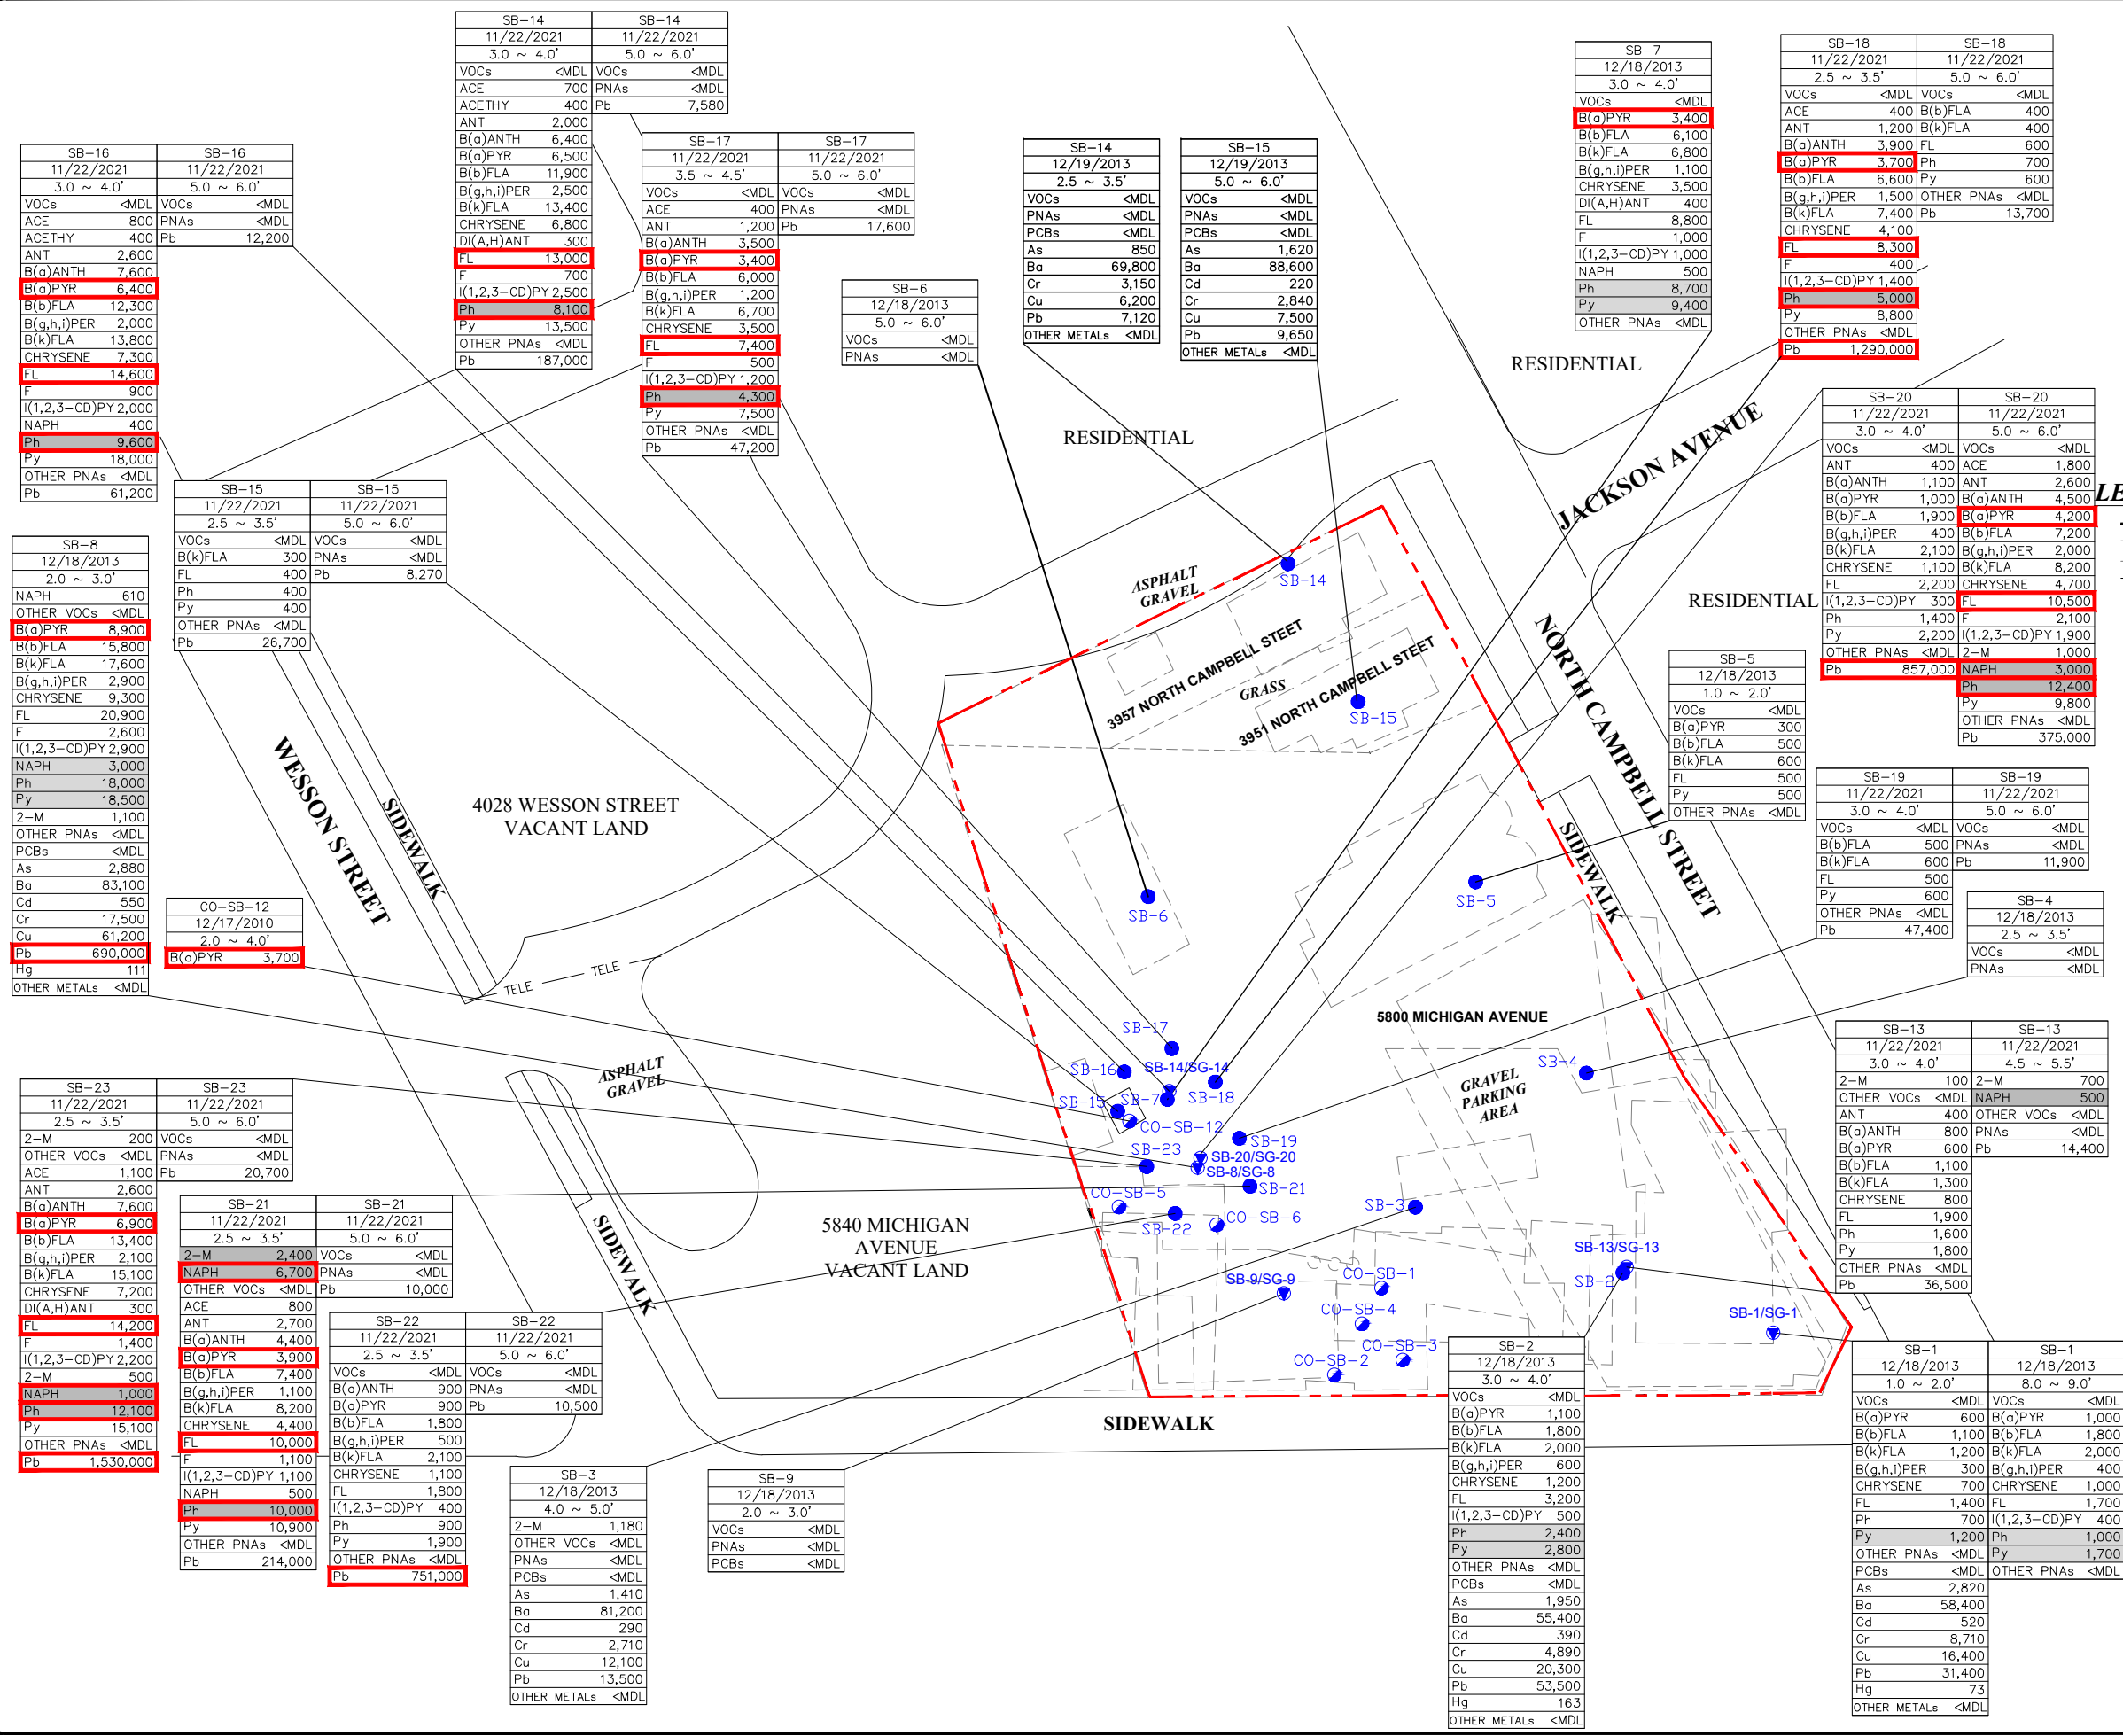 SB-14 SB-14
11/22/2021 11/22/2021
3.0 ~ 4.0' 5.0 ~ 6.0'
VOCs <MDL VOCs <MDL
ACE 700 PNAs <MDL
ACETHY 400 Pb 7,580
ANT 2,000
B(a)ANTH 6,400
B(a)PYR 6,500
B(b)FLA 11,900
B(g,h,i)PER 2,500
B(k)FLA 13,400
CHRYSENE 6,800
DI(A,H)ANT 300
FL 13,000
F 700
I(1,2,3-CD)PY 2,500
Ph 8,100
Py 13,500
OTHER PNAs <MDL
Pb 187,000
SB-7
12/18/2013
3.0 ~ 4.0'
VOCs <MDL
B(a)PYR 3,400
B(b)FLA 6,100
B(k)FLA 6,800
B(g,h,i)PER 1,100
CHRYSENE 3,500
DI(A,H)ANT 400
FL 8,800
F 1,000
I(1,2,3-CD)PY 1,000
NAPH 500
Ph 8,700
Py 9,400
OTHER PNAs <MDL
SB-18 SB-18
11/22/2021 11/22/2021
2.5 ~ 3.5' 5.0 ~ 6.0'
VOCs <MDL VOCs <MDL
ACE 400 B(b)FLA 400
ANT 1,200 B(k)FLA 400
B(a)ANTH 3,900 FL 600
B(a)PYR 3,700 Ph 700
B(b)FLA 6,600 Py 600
B(g,h,i)PER 1,500 OTHER PNAs <MDL
B(k)FLA 7,400 Pb 13,700
CHRYSENE 4,100
FL 8,300
F 400
I(1,2,3-CD)PY 1,400
Ph 5,000
Py 8,800
OTHER PNAs <MDL
Pb 1,290,000
SB-16 SB-16
11/22/2021 11/22/2021
3.0 ~ 4.0' 5.0 ~ 6.0'
VOCs <MDL VOCs <MDL
ACE 800 PNAs <MDL
ACETHY 400 Pb 12,200
ANT 2,600
B(a)ANTH 7,600
B(a)PYR 6,400
B(b)FLA 12,300
B(g,h,i)PER 2,000
B(k)FLA 13,800
CHRYSENE 7,300
FL 14,600
F 900
I(1,2,3-CD)PY 2,000
NAPH 400
Ph 9,600
Py 18,000
OTHER PNAs <MDL
Pb 61,200
SB-17 SB-17
11/22/2021 11/22/2021
3.5 ~ 4.5' 5.0 ~ 6.0'
VOCs <MDL VOCs <MDL
ACE 400 PNAs <MDL
ANT 1,200 Pb 17,600
B(a)ANTH 3,500
B(a)PYR 3,400
B(b)FLA 6,000
B(g,h,i)PER 1,200
B(k)FLA 6,700
CHRYSENE 3,500
FL 7,400
F 500
I(1,2,3-CD)PY 1,200
Ph 4,300
Py 7,500
OTHER PNAs <MDL
Pb 47,200
SB-14
12/19/2013
2.5 ~ 3.5'
VOCs <MDL
PNAs <MDL
PCBs <MDL
As 850
Ba 69,800
Cr 3,150
Cu 6,200
Pb 7,120
OTHER METALs <MDL
SB-15
12/19/2013
5.0 ~ 6.0'
VOCs <MDL
PNAs <MDL
PCBs <MDL
As 1,620
Ba 88,600
Cd 220
Cr 2,840
Cu 7,500
Pb 9,650
OTHER METALs <MDL
SB-6
12/18/2013
5.0 ~ 6.0'
VOCs <MDL
PNAs <MDL
RESIDENTIAL
RESIDENTIAL
JACKSON AVENUE
SB-20 SB-20
11/22/2021 11/22/2021
3.0 ~ 4.0' 5.0 ~ 6.0'
VOCs <MDL VOCs <MDL
ANT 400 ACE 1,800
B(a)ANTH 1,100 ANT 2,600
B(a)PYR 1,000 B(a)ANTH 4,500
B(b)FLA 1,900 B(a)PYR 4,200
B(g,h,i)PER 400 B(b)FLA 7,200
B(k)FLA 2,100 B(g,h,i)PER 2,000
CHRYSENE 1,100 B(k)FLA 8,200
FL 2,200 CHRYSENE 4,700
I(1,2,3-CD)PY 300 FL 10,500
Ph 1,400 F 2,100
Py 2,200 I(1,2,3-CD)PY 1,900
OTHER PNAs <MDL 2-M 1,000
Pb 857,000 NAPH 3,000
Ph 12,400
Py 9,800
OTHER PNAs <MDL
Pb 375,000
LE
SB-15 SB-15
11/22/2021 11/22/2021
2.5 ~ 3.5' 5.0 ~ 6.0'
VOCs <MDL VOCs <MDL
B(k)FLA 300 PNAs <MDL
FL 400 Pb 8,270
Ph 400
Py 400
OTHER PNAs <MDL
Pb 26,700
SB-8
12/18/2013
2.0 ~ 3.0'
NAPH 610
OTHER VOCs <MDL
B(a)PYR 8,900
B(b)FLA 15,800
B(k)FLA 17,600
B(g,h,i)PER 2,900
CHRYSENE 9,300
FL 20,900
F 2,600
I(1,2,3-CD)PY 2,900
NAPH 3,000
Ph 18,000
Py 18,500
2-M 1,100
OTHER PNAs <MDL
PCBs <MDL
As 2,880
Ba 83,100
Cd 550
Cr 17,500
Cu 61,200
Pb 690,000
Hg 111
OTHER METALs <MDL
ASPHALT
GRAVEL
SB-14
3957 NORTH CAMPBELL STEET
GRASS
3951 NORTH CAMPBELL STEET
SB-15
RESIDENTIAL
NORTH CAMPBELL STREET
SB-5
12/18/2013
1.0 ~ 2.0'
VOCs <MDL
B(a)PYR 300
B(b)FLA 500
B(k)FLA 600
FL 500
Py 500
OTHER PNAs <MDL
WESSON STREET
SIDEWALK
4028 WESSON STREET
VACANT LAND
SIDEWALK
SB-19 SB-19
11/22/2021 11/22/2021
3.0 ~ 4.0' 5.0 ~ 6.0'
VOCs <MDL VOCs <MDL
B(b)FLA 500 PNAs <MDL
B(k)FLA 600 Pb 11,900
FL 500
Py 600
OTHER PNAs <MDL
Pb 47,400
SB-4
12/18/2013
2.5 ~ 3.5'
VOCs <MDL
PNAs <MDL
CO-SB-12
12/17/2010
2.0 ~ 4.0'
B(a)PYR 3,700
SB-6
SB-5
TELE
TELE
5800 MICHIGAN AVENUE
SB-17
SB-16
SB-14/SG-14
SB-15
SB-7
SB-18
CO-SB-12
SB-4
GRAVEL
PARKING
AREA
ASPHALT
GRAVEL
SB-23
SB-19
SB-20/SG-20
SB-8/SG-8
SB-21
CO-SB-5
SB-22
CO-SB-6
SB-3
SB-9/SG-9
CO-SB-1
CO-SB-4
CO-SB-3
CO-SB-2
SB-13/SG-13
SB-2
SB-1/SG-1
SB-13 SB-13
11/22/2021 11/22/2021
3.0 ~ 4.0' 4.5 ~ 5.5'
2-M 100 2-M 700
OTHER VOCs <MDL NAPH 500
ANT 400 OTHER VOCs <MDL
B(a)ANTH 800 PNAs <MDL
B(a)PYR 600 Pb 14,400
B(b)FLA 1,100
B(k)FLA 1,300
CHRYSENE 800
FL 1,900
Ph 1,600
Py 1,800
OTHER PNAs <MDL
Pb 36,500
SB-23 SB-23
11/22/2021 11/22/2021
2.5 ~ 3.5' 5.0 ~ 6.0'
2-M 200 VOCs <MDL
OTHER VOCs <MDL PNAs <MDL
ACE 1,100 Pb 20,700
ANT 2,600
B(a)ANTH 7,600
B(a)PYR 6,900
B(b)FLA 13,400
B(g,h,i)PER 2,100
B(k)FLA 15,100
CHRYSENE 7,200
DI(A,H)ANT 300
FL 14,200
F 1,400
I(1,2,3-CD)PY 2,200
2-M 500
NAPH 1,000
Ph 12,100
Py 15,100
OTHER PNAs <MDL
Pb 1,530,000
SB-21 SB-21
11/22/2021 11/22/2021
2.5 ~ 3.5' 5.0 ~ 6.0'
2-M 2,400 VOCs <MDL
NAPH 6,700 PNAs <MDL
OTHER VOCs <MDL Pb 10,000
ACE 800
ANT 2,700
B(a)ANTH 4,400
B(a)PYR 3,900
B(b)FLA 7,400
B(g,h,i)PER 1,100
B(k)FLA 8,200
CHRYSENE 4,400
FL 10,000
F 1,100
I(1,2,3-CD)PY 1,100
NAPH 500
Ph 10,000
Py 10,900
OTHER PNAs <MDL
Pb 214,000
SIDEWALK
5840 MICHIGAN
AVENUE
VACANT LAND
SB-22 SB-22
11/22/2021 11/22/2021
2.5 ~ 3.5' 5.0 ~ 6.0'
VOCs <MDL VOCs <MDL
B(a)ANTH 900 PNAs <MDL
B(a)PYR 900 Pb 10,500
B(b)FLA 1,800
B(g,h,i)PER 500
B(k)FLA 2,100
CHRYSENE 1,100
FL 1,800
I(1,2,3-CD)PY 400
Ph 900
Py 1,900
OTHER PNAs <MDL
Pb 751,000
SIDEWALK
SB-3
12/18/2013
4.0 ~ 5.0'
2-M 1,180
OTHER VOCs <MDL
PNAs <MDL
PCBs <MDL
As 1,410
Ba 81,200
Cd 290
Cr 2,710
Cu 12,100
Pb 13,500
OTHER METALs <MDL
SB-9
12/18/2013
2.0 ~ 3.0'
VOCs <MDL
PNAs <MDL
PCBs <MDL
SB-2
12/18/2013
3.0 ~ 4.0'
VOCs <MDL
B(a)PYR 1,100
B(b)FLA 1,800
B(k)FLA 2,000
B(g,h,i)PER 600
CHRYSENE 1,200
FL 3,200
I(1,2,3-CD)PY 500
Ph 2,400
Py 2,800
OTHER PNAs <MDL
PCBs <MDL
As 1,950
Ba 55,400
Cd 390
Cr 4,890
Cu 20,300
Pb 53,500
Hg 163
OTHER METALs <MDL
SB-1 SB-1
12/18/2013 12/18/2013
1.0 ~ 2.0' 8.0 ~ 9.0'
VOCs <MDL VOCs <MDL
B(a)PYR 600 B(a)PYR 1,000
B(b)FLA 1,100 B(b)FLA 1,800
B(k)FLA 1,200 B(k)FLA 2,000
B(g,h,i)PER 300 B(g,h,i)PER 400
CHRYSENE 700 CHRYSENE 1,000
FL 1,400 FL 1,700
Ph 700 I(1,2,3-CD)PY 400
Py 1,200 Ph 1,000
OTHER PNAs <MDL Py 1,700
PCBs <MDL OTHER PNAs <MDL
As 2,820
Ba 58,400
Cd 520
Cr 8,710
Cu 16,400
Pb 31,400
Hg 73
OTHER METALs <MDL